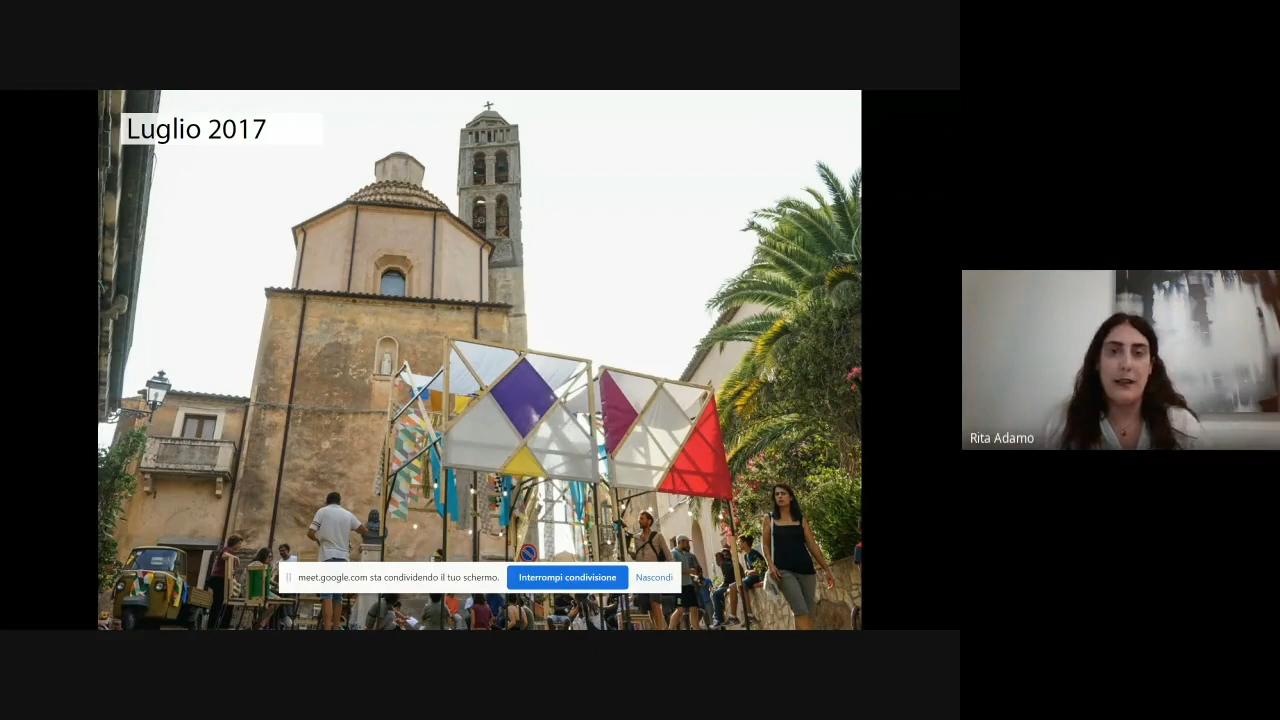 Luglio 2017
meet.google.com sta condividendo il tuo schermo. Interrompi condivisione Nascondi
Rita Adamo